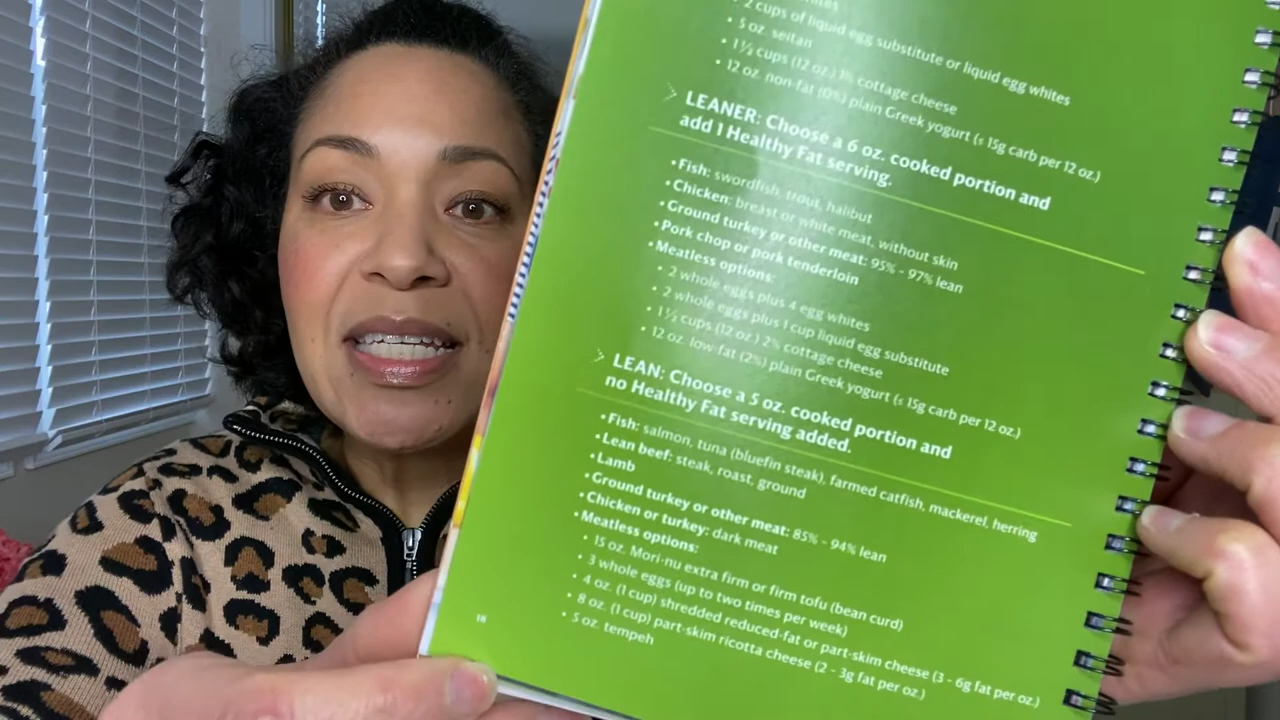 • 2 cups of liquid egg substitute or liquid egg whites
• 5 oz. seitan
• 1½ cups (12 oz.) 1% cottage cheese
• 12 oz. non-fat (0%) plain Greek yogurt (≤ 15g carb per 12 oz.)
LEANER: Choose a 6 oz. cooked portion and
add 1 Healthy Fat serving.
• Fish: swordfish, trout, halibut
• Chicken: breast or white meat, without skin
• Ground turkey or other meat: 95% - 97% lean
• Pork chop or pork tenderloin
• Meatless options:
• 2 whole eggs plus 4 egg whites
• 2 whole eggs plus 1 cup liquid egg substitute
• 1½ cups (12 oz.) 2% cottage cheese
• 12 oz. low-fat (2%) plain Greek yogurt (≤ 15g carb per 12 oz.)
LEAN: Choose a 5 oz. cooked portion and
no Healthy Fat serving added.
• Fish: salmon, tuna (bluefin steak), farmed catfish, mackerel, herring
• Lean beef: steak, roast, ground
• Lamb
• Ground turkey or other meat: 85% - 94% lean
• Chicken or turkey: dark meat
• Meatless options:
• 15 oz. Mori-nu extra firm or firm tofu (bean curd)
• 3 whole eggs (up to two times per week)
• 4 oz. (1 cup) shredded reduced-fat or part-skim cheese (3 - 6g fat per oz.)
• 8 oz. (1 cup) part-skim ricotta cheese (2 - 3g fat per oz.)
• 5 oz. tempeh
18